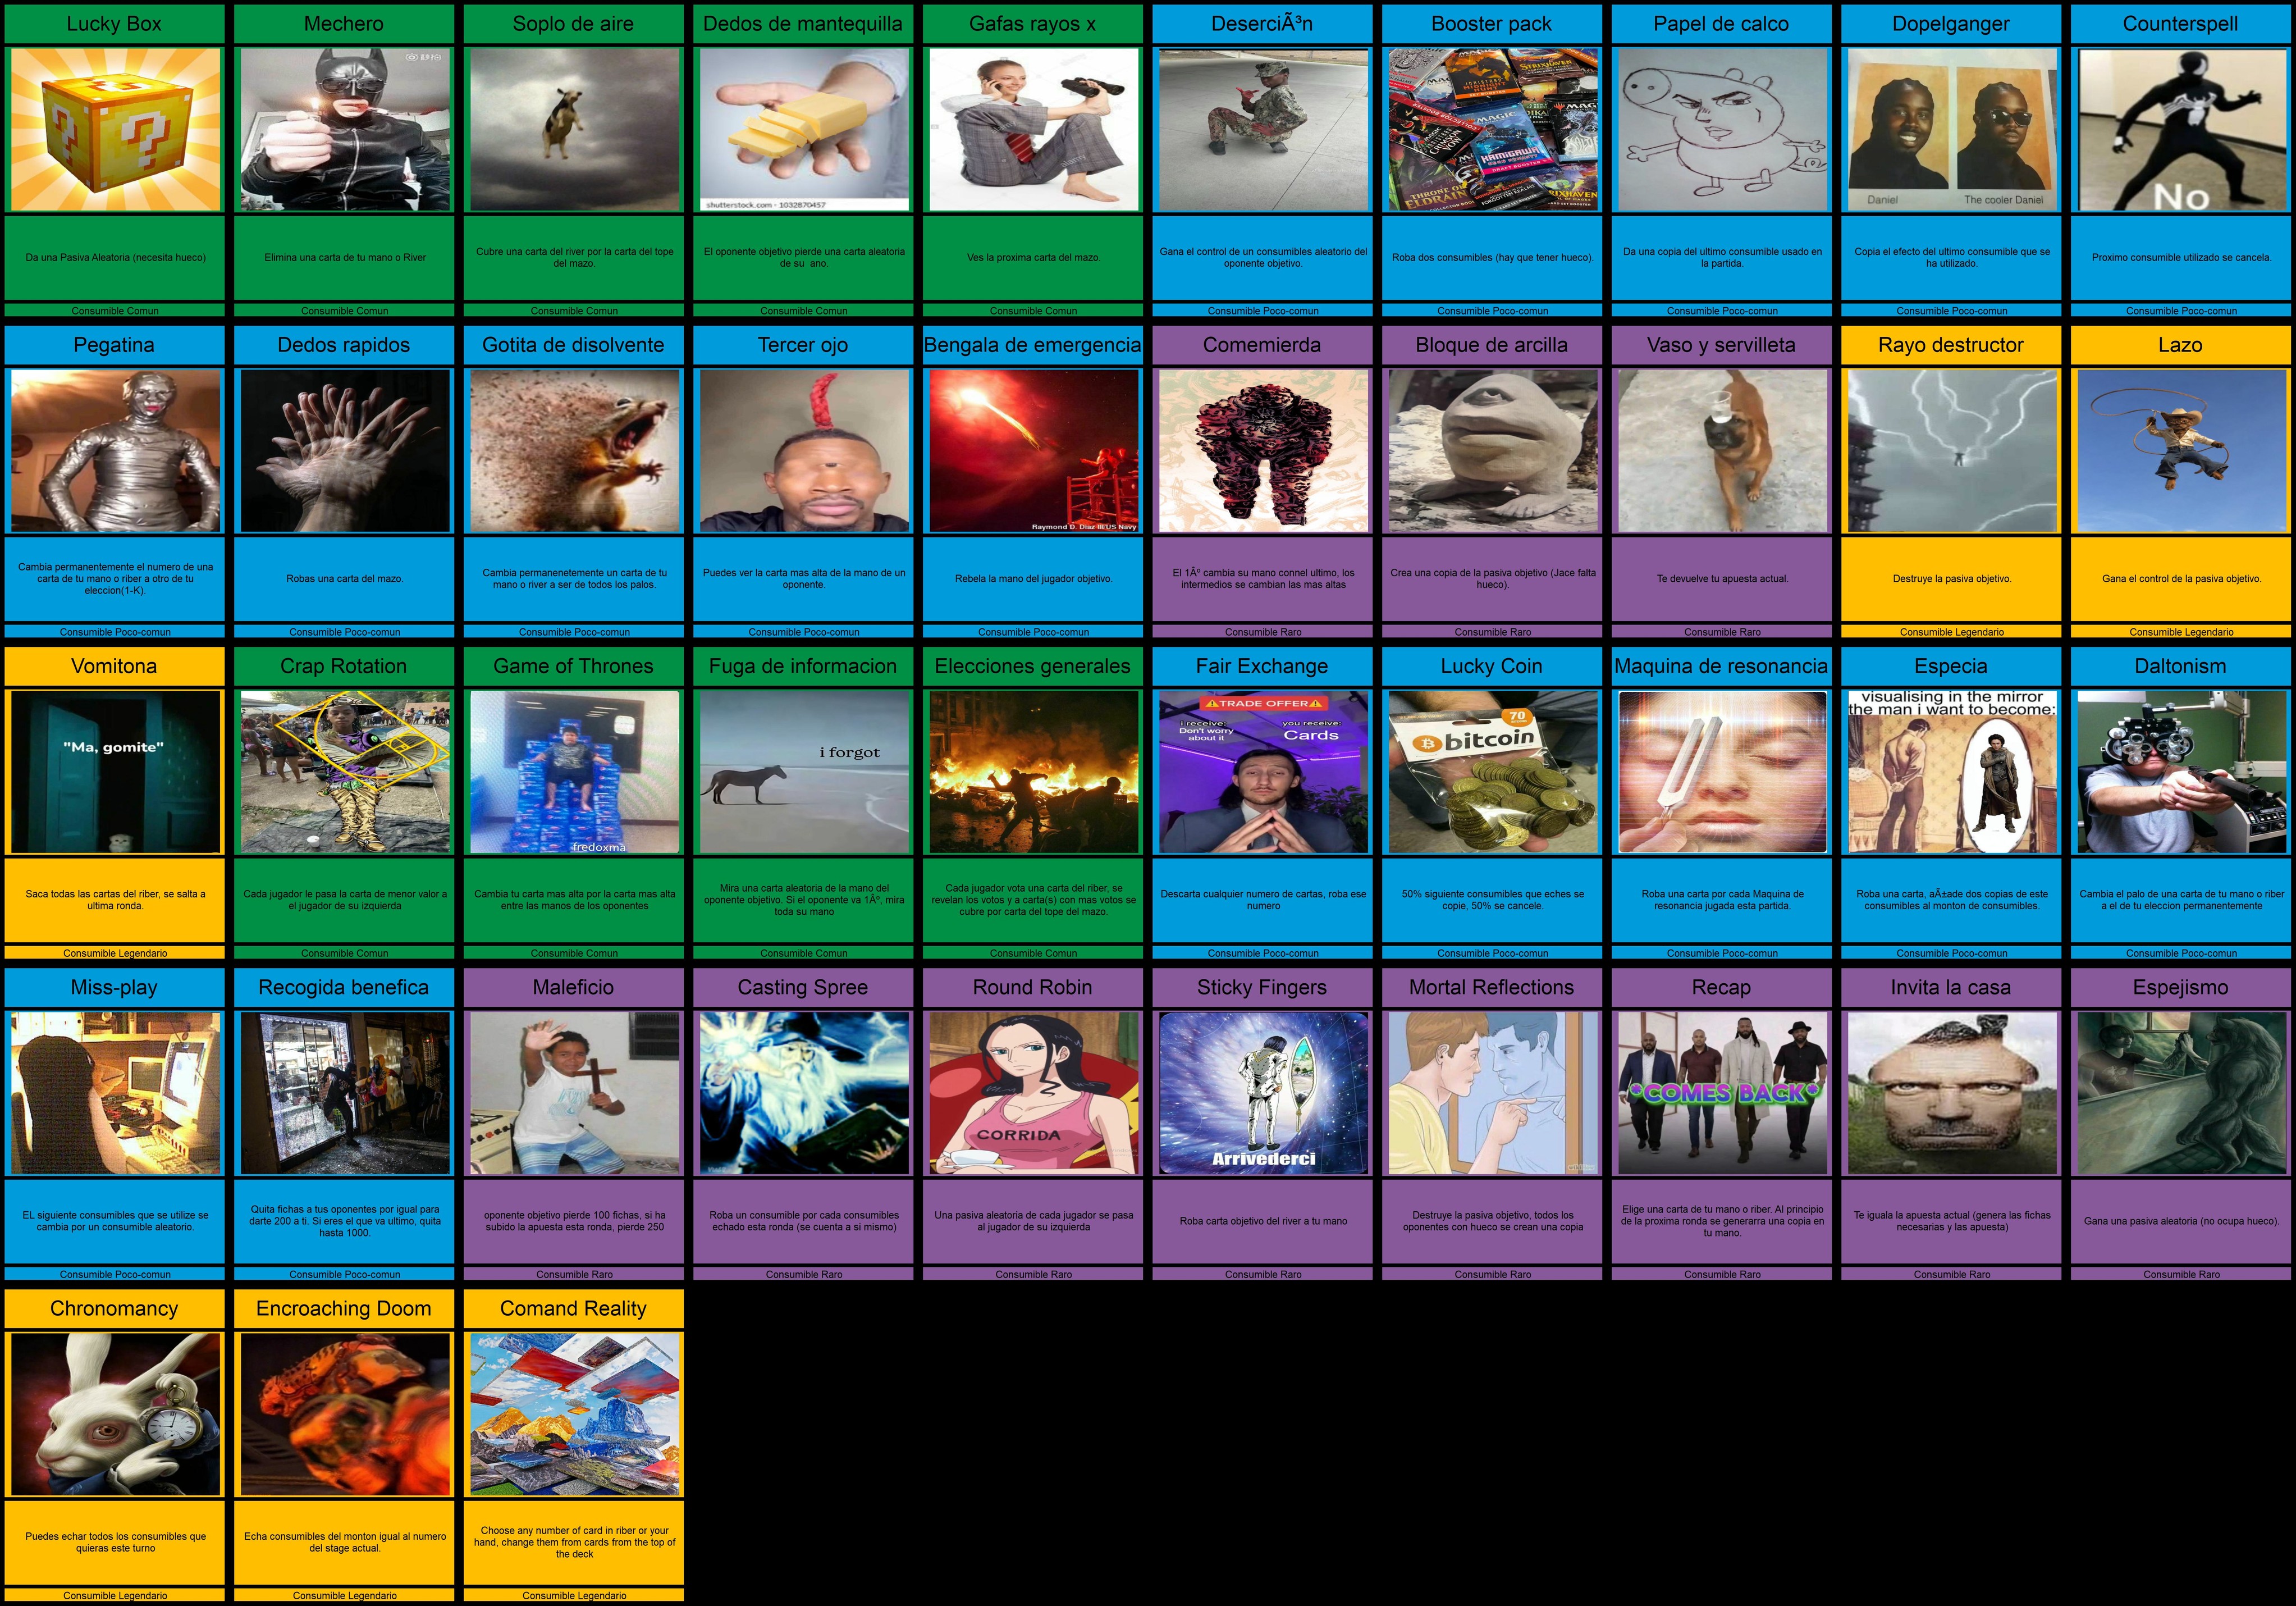 Lucky Box
Mechero
Soplo de aire
Dedos de mantequilla
Gafas rayos x
DeserciÃ³n
Booster pack
Papel de calco
Dopelganger
Counterspell
shutterstock.com · 1032870457
Daniel
The cooler Daniel
No
Da una Pasiva Aleatoria (necesita hueco)
Elimina una carta de tu mano o River
Cubre una carta del river por la carta del tope
del mazo.
El oponente objetivo pierde una carta aleatoria
de su  ano.
Ves la proxima carta del mazo.
Gana el control de un consumibles aleatorio del
oponente objetivo.
Roba dos consumibles (hay que tener hueco).
Da una copia del ultimo consumible usado en
la partida.
Copia el efecto del ultimo consumible que se
ha utilizado.
Proximo consumible utilizado se cancela.
Consumible Comun
Consumible Comun
Consumible Comun
Consumible Comun
Consumible Comun
Consumible Poco-comun
Consumible Poco-comun
Consumible Poco-comun
Consumible Poco-comun
Consumible Poco-comun
Pegatina
Dedos rapidos
Gotita de disolvente
Tercer ojo
Bengala de emergencia
Comemierda
Bloque de arcilla
Vaso y servilleta
Rayo destructor
Lazo
Raymond D. Diaz III/US Navy
Cambia permanentemente el numero de una
carta de tu mano o riber a otro de tu
eleccion(1-K).
Robas una carta del mazo.
Cambia permanenetemente un carta de tu
mano o river a ser de todos los palos.
Puedes ver la carta mas alta de la mano de un
oponente.
Rebela la mano del jugador objetivo.
El 1Âº cambia su mano connel ultimo, los
intermedios se cambian las mas altas
Crea una copia de la pasiva objetivo (Jace falta
hueco).
Te devuelve tu apuesta actual.
Destruye la pasiva objetivo.
Gana el control de la pasiva objetivo.
Consumible Poco-comun
Consumible Poco-comun
Consumible Poco-comun
Consumible Poco-comun
Consumible Poco-comun
Consumible Raro
Consumible Raro
Consumible Raro
Consumible Legendario
Consumible Legendario
Vomitona
Crap Rotation
Game of Thrones
Fuga de informacion
Elecciones generales
Fair Exchange
Lucky Coin
Maquina de resonancia
Especia
Daltonism
"Ma, gomite"
fredoxma
i forgot
TRADE OFFER
i receive:
Don't worry
about it
you receive:
Cards
70
bitcoin
visualising in the mirror
the man i want to become:
Saca todas las cartas del riber, se salta a
ultima ronda.
Cada jugador le pasa la carta de menor valor a
el jugador de su izquierda
Cambia tu carta mas alta por la carta mas alta
entre las manos de los oponentes
Mira una carta aleatoria de la mano del
oponente objetivo. Si el oponente va 1Âº, mira
toda su mano
Cada jugador vota una carta del riber, se
revelan los votos y a carta(s) con mas votos se
cubre por carta del tope del mazo.
Descarta cualquier numero de cartas, roba ese
numero
50% siguiente consumibles que eches se
copie, 50% se cancele.
Roba una carta por cada Maquina de
resonancia jugada esta partida.
Roba una carta, aÃ±ade dos copias de este
consumibles al monton de consumibles.
Cambia el palo de una carta de tu mano o riber
a el de tu eleccion permanentemente
Consumible Legendario
Consumible Comun
Consumible Comun
Consumible Comun
Consumible Comun
Consumible Poco-comun
Consumible Poco-comun
Consumible Poco-comun
Consumible Poco-comun
Consumible Poco-comun
Miss-play
Recogida benefica
Maleficio
Casting Spree
Round Robin
Sticky Fingers
Mortal Reflections
Recap
Invita la casa
Espejismo
CORRIDA
Arrivederci
*COMES BACK*
EL siguiente consumibles que se utilize se
cambia por un consumible aleatorio.
Quita fichas a tus oponentes por igual para
darte 200 a ti. Si eres el que va ultimo, quita
hasta 1000.
oponente objetivo pierde 100 fichas, si ha
subido la apuesta esta ronda, pierde 250
Roba un consumible por cada consumibles
echado esta ronda (se cuenta a si mismo)
Una pasiva aleatoria de cada jugador se pasa
al jugador de su izquierda
Roba carta objetivo del river a tu mano
Destruye la pasiva objetivo, todos los
oponentes con hueco se crean una copia
Elige una carta de tu mano o riber. Al principio
de la proxima ronda se generarra una copia en
tu mano.
Te iguala la apuesta actual (genera las fichas
necesarias y las apuesta)
Gana una pasiva aleatoria (no ocupa hueco).
Consumible Poco-comun
Consumible Poco-comun
Consumible Raro
Consumible Raro
Consumible Raro
Consumible Raro
Consumible Raro
Consumible Raro
Consumible Raro
Consumible Raro
Chronomancy
Encroaching Doom
Comand Reality
Puedes echar todos los consumibles que
quieras este turno
Echa consumibles del monton igual al numero
del stage actual.
Choose any number of card in riber or your
hand, change them from cards from the top of
the deck
Consumible Legendario
Consumible Legendario
Consumible Legendario